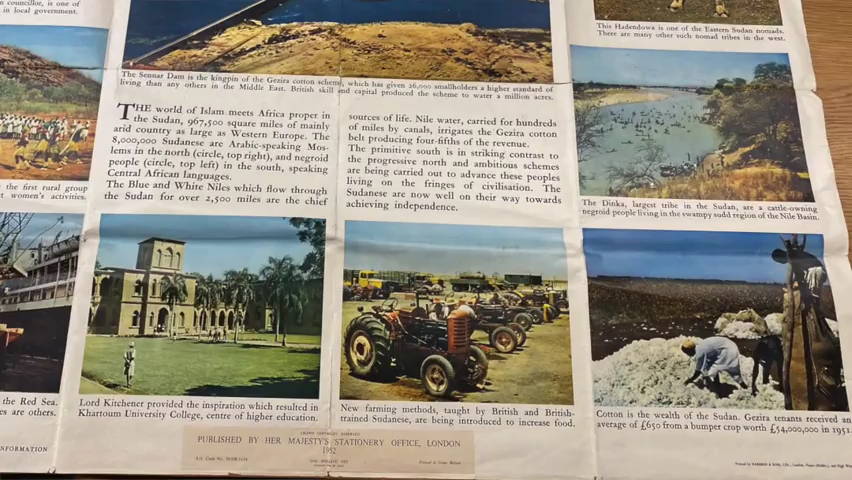 councillor, is one of
in local government.
The Sennar Dam is the kingpin of the Gezira cotton scheme, which has given 26,000 smallholders a higher standard of
living than any others in the Middle East. British skill and capital produced the scheme to water a million acres.
This Hadendowa is one of the Eastern Sudan nomads.
There are many other such nomad tribes in the west.
THE world of Islam meets Africa proper in
the Sudan, 967,500 square miles of mainly
arid country as large as Western Europe. The
8,000,000 Sudanese are Arabic-speaking Mos-
lems in the north (circle, top right), and negroid
people (circle, top left) in the south, speaking
Central African languages.
The Blue and White Niles which flow through
the Sudan for over 2,500 miles are the chief
sources of life. Nile water, carried for hundreds
of miles by canals, irrigates the Gezira cotton
belt producing four-fifths of the revenue.
The primitive south is in striking contrast to
the progressive north and ambitious schemes
are being carried out to advance these peoples
living on the fringes of civilisation. The
Sudanese are now well on their way towards
achieving independence.
the first rural group
women's activities.
The Dinka, largest tribe in the Sudan, are a cattle-owning
negroid people living in the swampy sudd region of the Nile Basin.
the Red Sea.
es are others.
Lord Kitchener provided the inspiration which resulted in
Khartoum University College, centre of higher education.
New farming methods, taught by British and British-
trained Sudanese, are being introduced to increase food.
Cotton is the wealth of the Sudan. Gezira tenants received an
average of £650 from a bumper crop worth £54,000,000 in 1951.
INFORMATION
CROWN COPYRIGHT RESERVED
PUBLISHED BY HER MAJESTY'S STATIONERY OFFICE, LONDON
1952